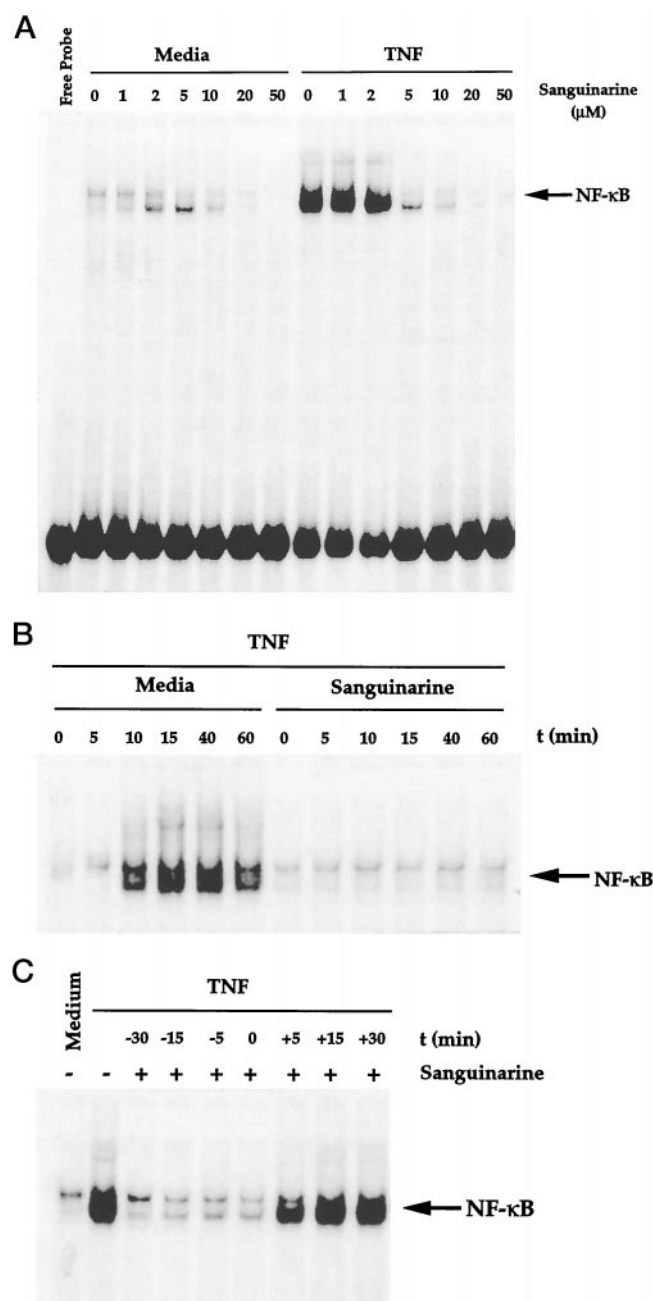 A
Free Probe
Media
TNF
0 1 2 5 10 20 50 0 1 2 5 10 20 50
Sanguinarine
(μM)
NF-κB
B
TNF
Media Sanguinarine
0 5 10 15 40 60 0 5 10 15 40 60 t (min)
NF-κB
C
Medium
TNF
-30 -15 -5 0 +5 +15 +30 t (min)
- - + + + + + + + Sanguinarine
NF-κB